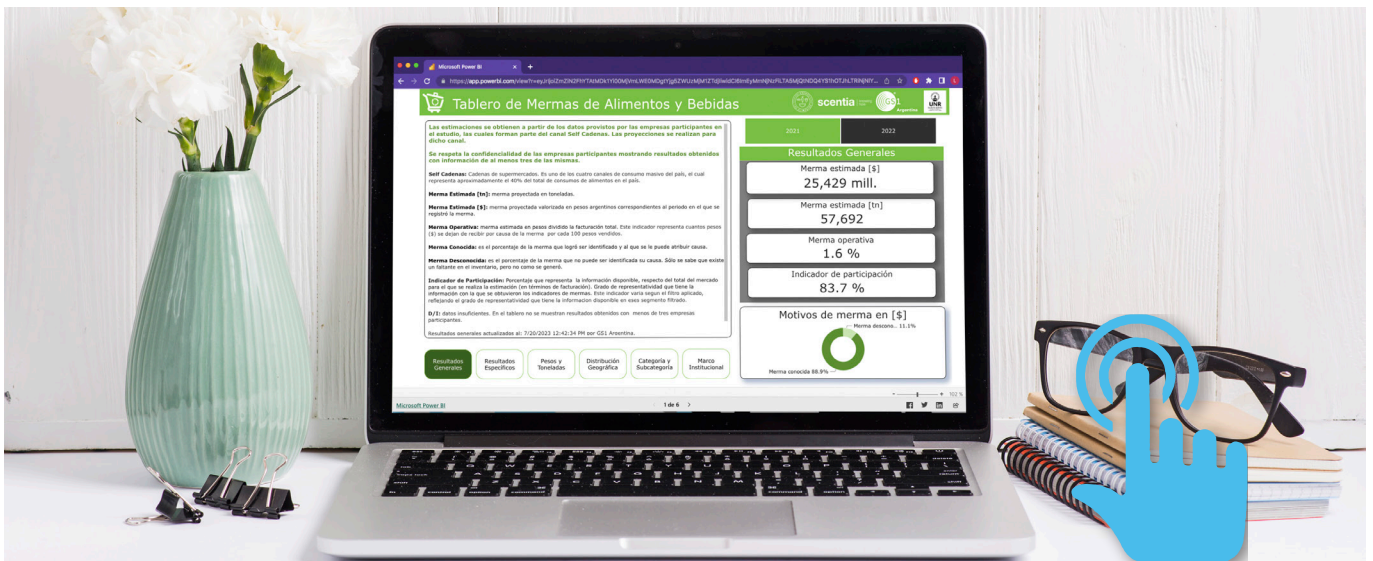 Microsoft Power BI
Tablero de Mermas de Alimentos y Bebidas
scentia
GS1
Argentina
UNR
Las estimaciones se obtienen a partir de los datos provistos por las empresas participantes en
el estudio, las cuales forman parte del canal Self Cadenas. Las proyecciones se realizan para
dicho canal.
Se respeta la confidencialidad de las empresas participantes mostrando resultados obtenidos
con información de al menos tres de las mismas.
Self Cadenas: Cadenas de supermercados. Es uno de los cuatro canales de consumo masivo del país, el cual
representa aproximadamente el 40% del total de consumos de alimentos en el país.
Merma Estimada [tn]: merma proyectada en toneladas.
Merma Estimada [$]: merma proyectada valorizada en pesos argentinos correspondientes al periodo en el que se
registró la merma.
Merma Operativa: merma estimada en pesos dividido la facturación total. Este indicador representa cuantos pesos
($) se dejan de recibir por causa de la merma por cada 100 pesos vendidos.
Merma Conocida: es el porcentaje de la merma que logró ser identificado y al que se le puede atribuir causa.
Merma Desconocida: es el porcentaje de la merma que no puede ser identificada su causa. Sólo se sabe que existe
un faltante en el inventario, pero no como se generó.
Indicador de Participación: Porcentaje que representa la información disponible, respecto del total del mercado
para el que se realiza la estimación (en términos de facturación). Grado de representatividad que tiene la
información con la que se obtuvieron los indicadores de mermas. Este indicador varia segun el filtro aplicado,
reflejando el grado de representatividad que tiene la informacion disponible en eses segmento filtrado.
D/I: datos insuficientes. En el tablero no se muestran resultados obtenidos con menos de tres empresas
participantes.
Resultados generales actualizados al: 7/20/2023 12:42:34 PM por GS1 Argentina.
2021
2022
Resultados Generales
Merma estimada [$]
25,429 mill.
Merma estimada [tn]
57,692
Merma operativa
1.6 %
Indicador de participación
83.7 %
Motivos de merma en [$]
Merma descono.. 11.1%
Merma conocida 88.9%
Resultados
Generales
Resultados
Específicos
Pesos y
Toneladas
Distribución
Geográfica
Categoría y
Subcategoría
Marco
Institucional
Microsoft Power BI
1 de 6
102 %